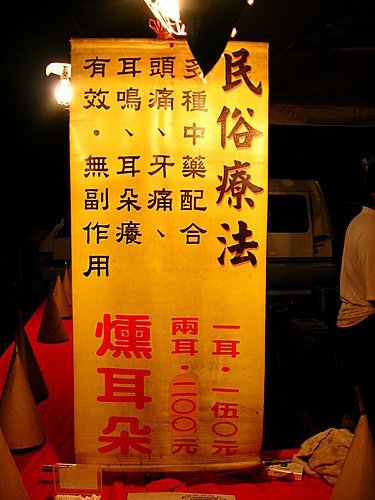 民俗療法
多種中藥配合
頭痛、牙痛、
耳鳴、耳朵癢
有效．無副作用
一耳．一伍〇元
兩耳．二〇〇元
燻耳朵